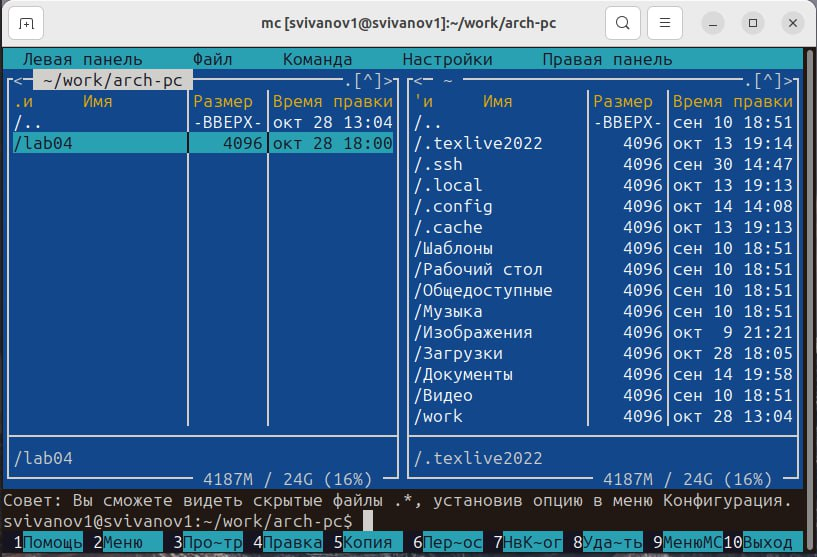 mc [svivanov1@svivanov1]:~/work/arch-pc
Левая панель Файл Команда Настройки Правая панель
<─ ~/work/arch-pc .[^]>
.и Имя Размер Время правки
/.. -ВВЕРХ- окт 28 13:04
/lab04 4096 окт 28 18:00
/lab04
4187M / 24G (16%)
<─ ~ .[^]>
'и Имя Размер Время правки
/.. -ВВЕРХ- сен 10 18:51
/.texlive2022 4096 окт 13 19:14
/.ssh 4096 сен 30 14:47
/.local 4096 окт 13 19:13
/.config 4096 окт 14 14:08
/.cache 4096 окт 13 19:13
/Шаблоны 4096 сен 10 18:51
/Рабочий стол 4096 сен 10 18:51
/Общедоступные 4096 сен 10 18:51
/Музыка 4096 сен 10 18:51
/Изображения 4096 окт 9 21:21
/Загрузки 4096 окт 28 18:05
/Документы 4096 сен 14 19:58
/Видео 4096 сен 10 18:51
/work 4096 окт 28 13:04
/.texlive2022
4187M / 24G (16%)
Совет: Вы сможете видеть скрытые файлы .*, установив опцию в меню Конфигурация.
svivanov1@svivanov1:~/work/arch-pc$
1Помощь 2Меню 3Про~тр 4Правка 5Копия 6Пер~ос 7НвК~ог 8Уда~ть 9МенюMC 10Выход